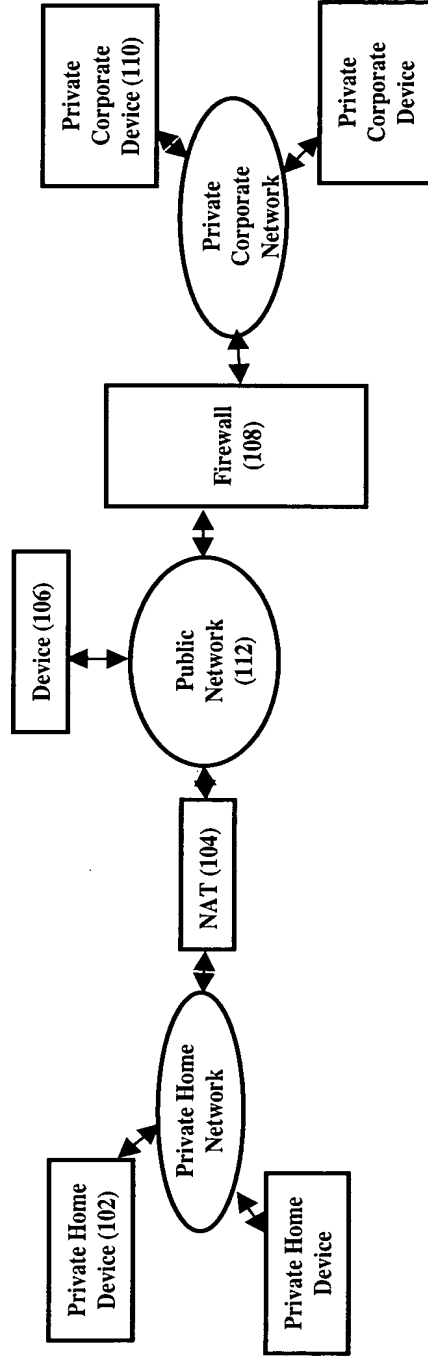 Private Home
Device (102)
Private Home
Device
Private Home
Network
NAT (104)
Device (106)
Public
Network
(112)
Firewall
(108)
Private
Corporate
Network
Private
Corporate
Device (110)
Private
Corporate
Device